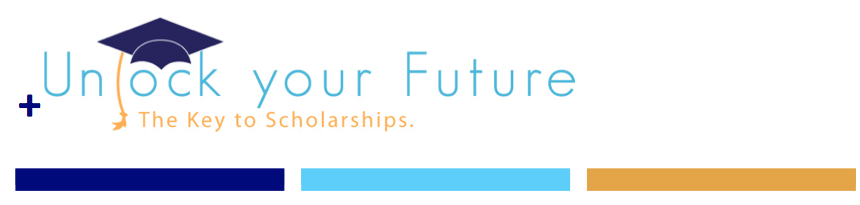 Unlock your Future
+
The Key to Scholarships.